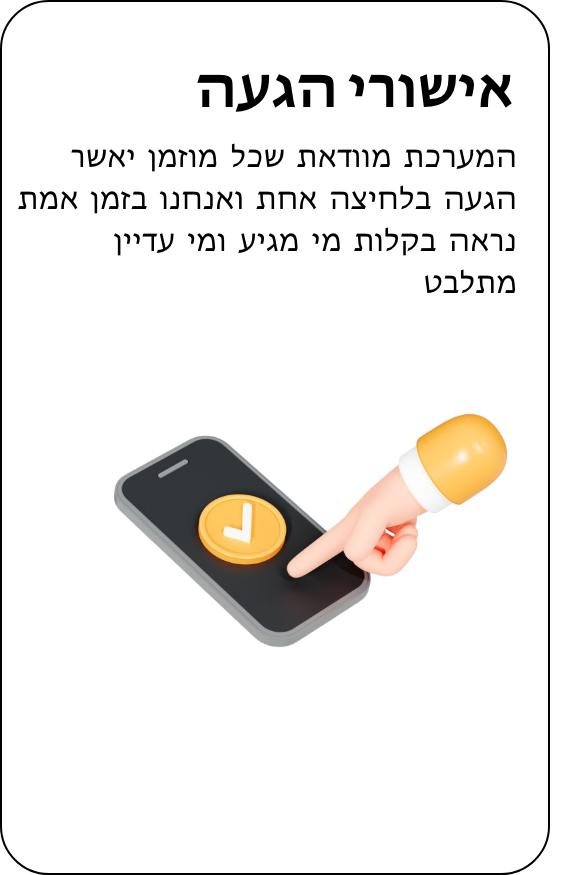 אישורי הגעה
המערכת מוודאת שכל מוזמן יאשר
הגעה בלחיצה אחת ואנחנו בזמן אמת
נראה בקלות מי מגיע ומי עדיין
מתלבט